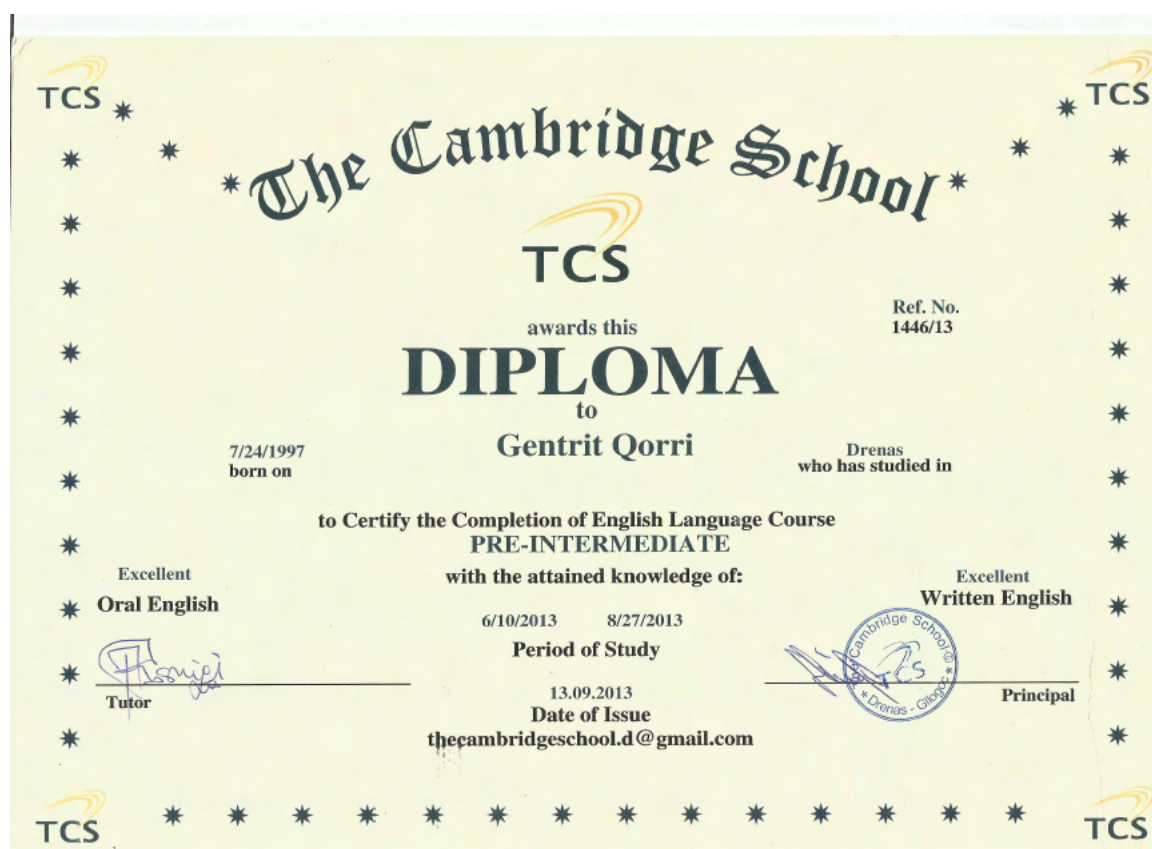 TCS
TCS
The Cambridge School
TCS
Ref. No.
1446/13
awards this
DIPLOMA
to
Gentrit Qorri
7/24/1997
born on
Drenas
who has studied in
to Certify the Completion of English Language Course
PRE-INTERMEDIATE
with the attained knowledge of:
Excellent
Oral English
Excellent
Written English
6/10/2013 8/27/2013
Period of Study
Tutor
The Cambridge School ®
TCS
Drenas - Gllogoc
Principal
13.09.2013
Date of Issue
thecambridgeschool.d@gmail.com
TCS
TCS